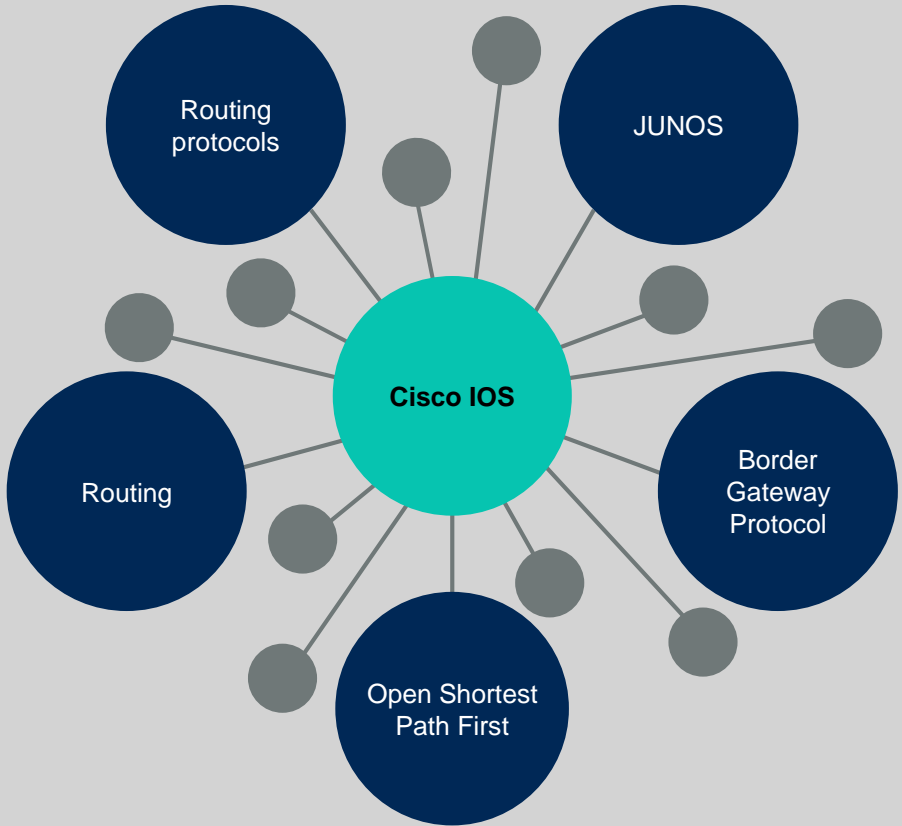 Routing
protocols
JUNOS
Cisco IOS
Routing
Border
Gateway
Protocol
Open Shortest
Path First